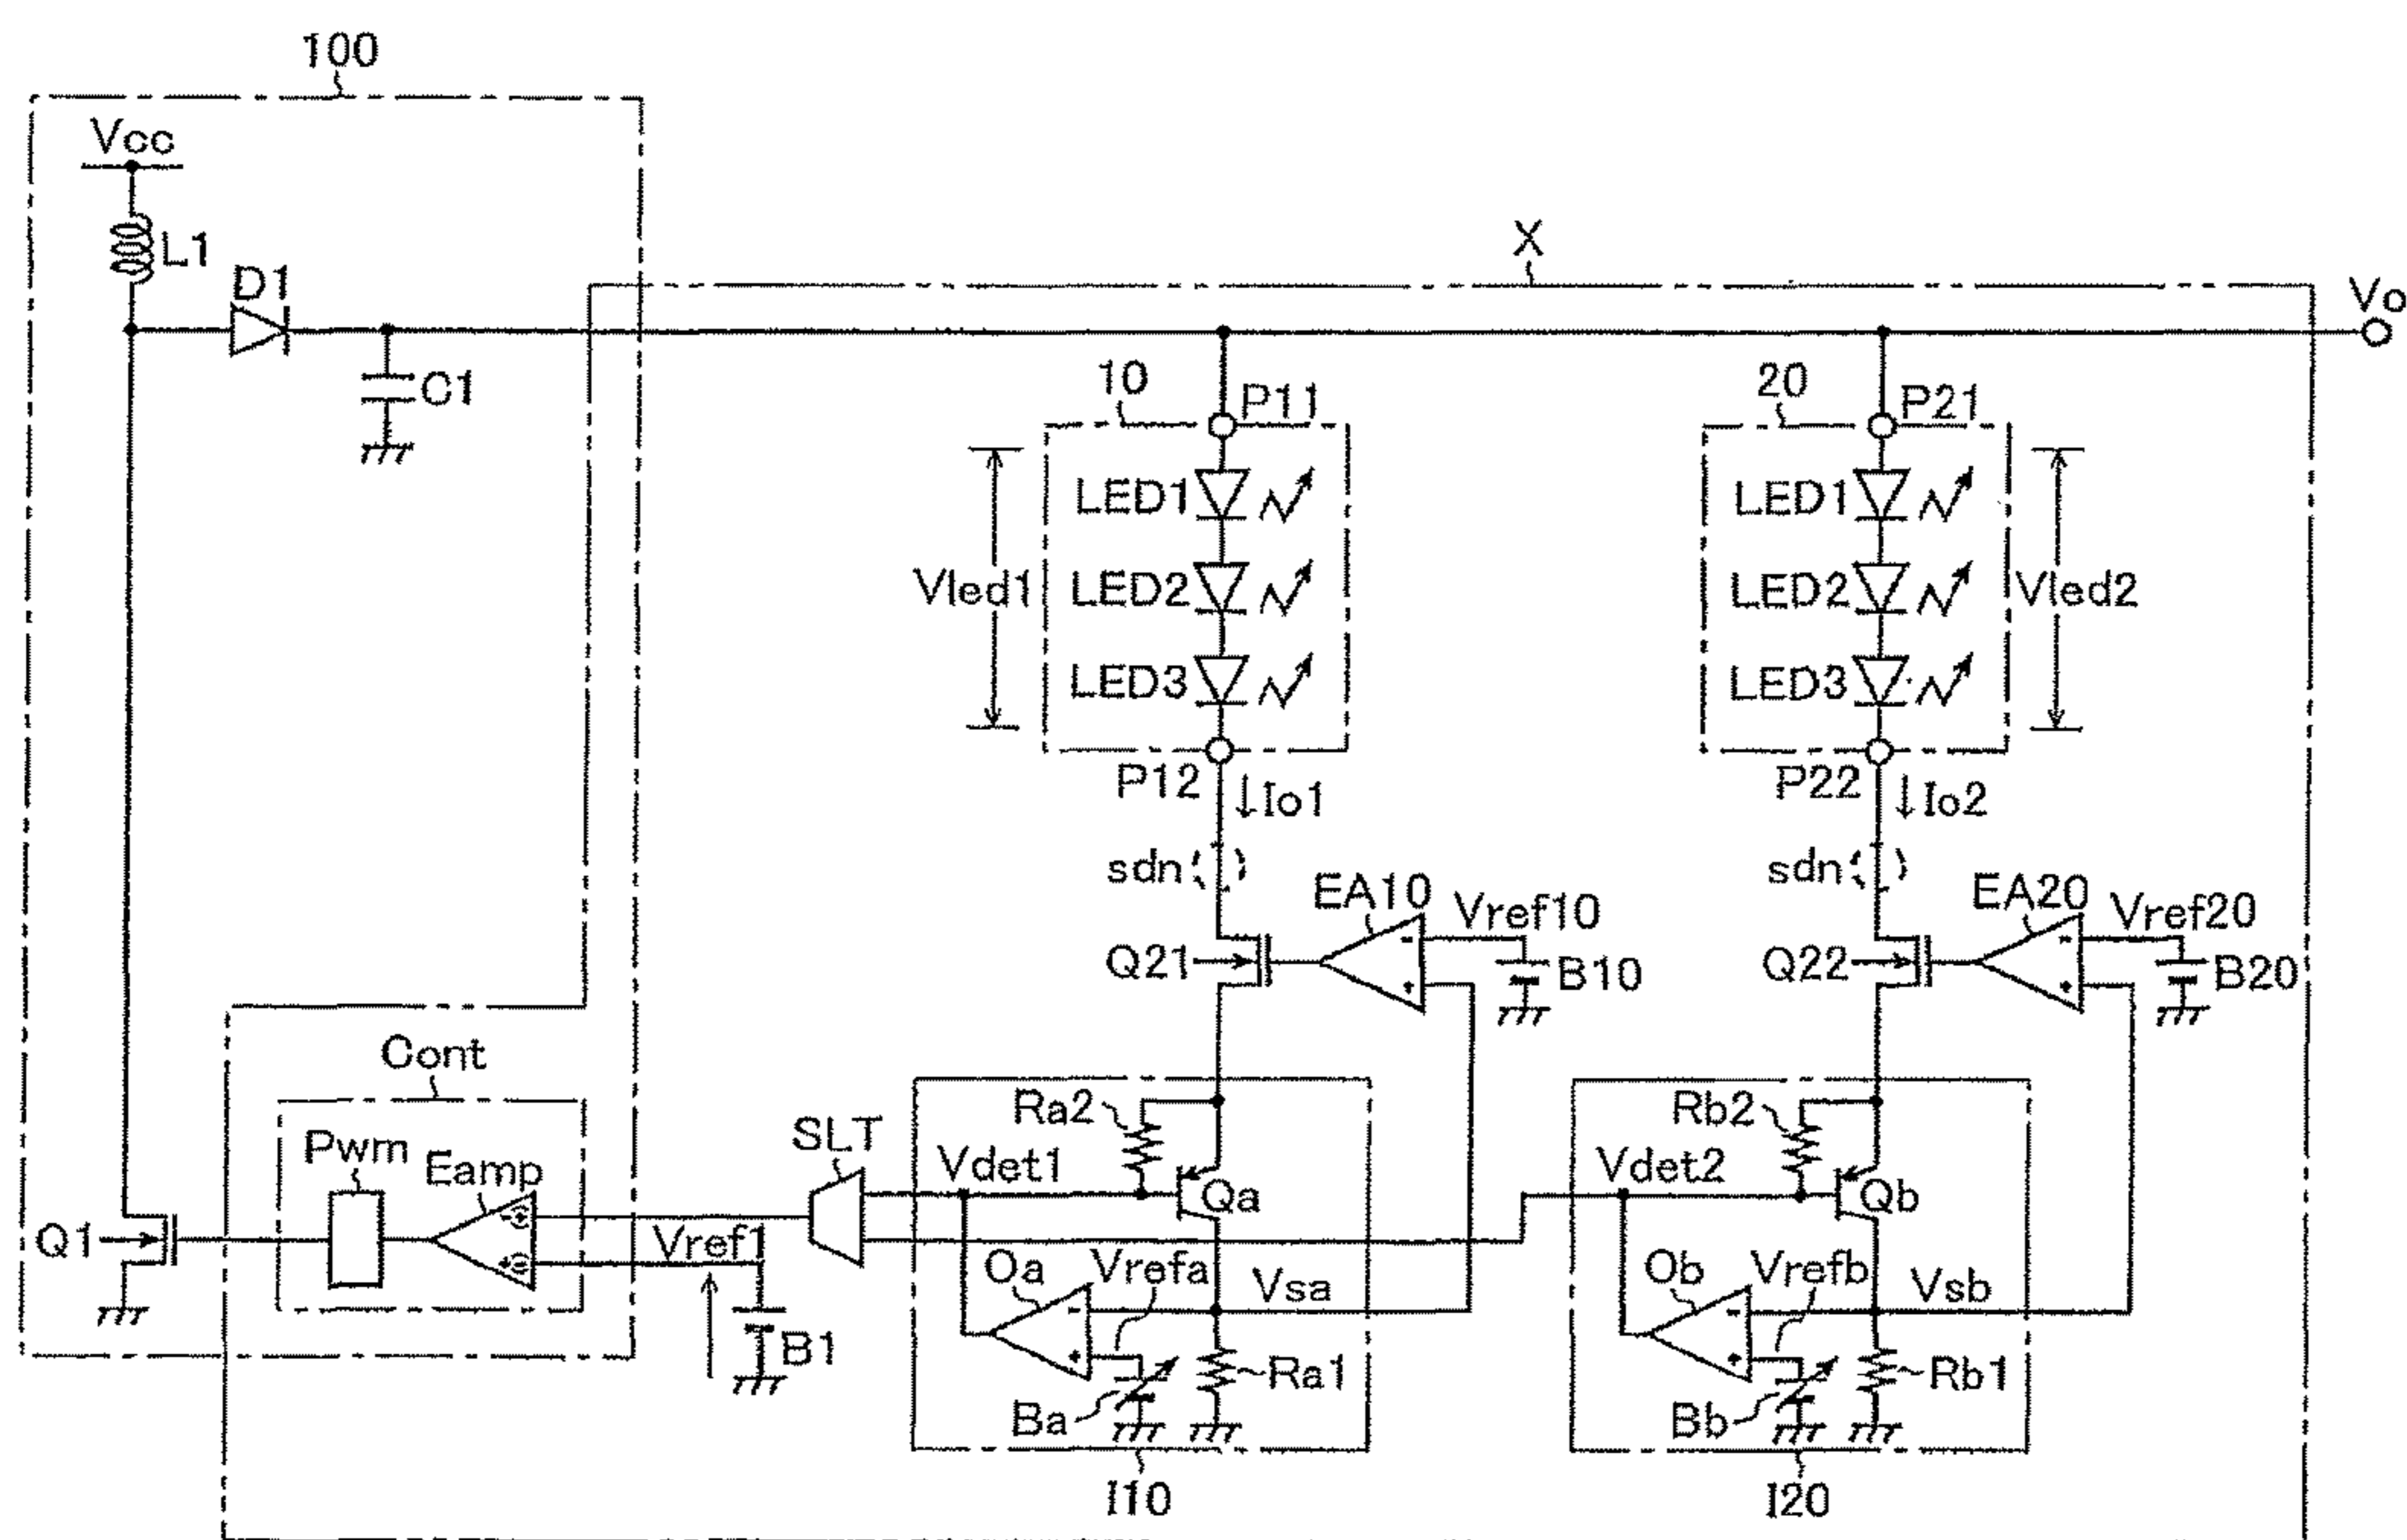 100
Vcc
L1
D1
C1
X
Vo
10
P11
LED1
LED2
LED3
Vled1
P12
Io1
sdn
20
P21
LED1
LED2
LED3
Vled2
P22
Io2
sdn
EA10
Vref10
Q21
-
+
B10
EA20
Vref20
Q22
-
+
B20
Cont
Pwm
Eamp
Q1
Vref1
B1
SLT
Ra2
Vdet1
Qa
Oa
Vrefa
Vsa
-
+
Ba
Ra1
I10
Rb2
Vdet2
Qb
Ob
Vrefb
Vsb
-
+
Bb
Rb1
I20